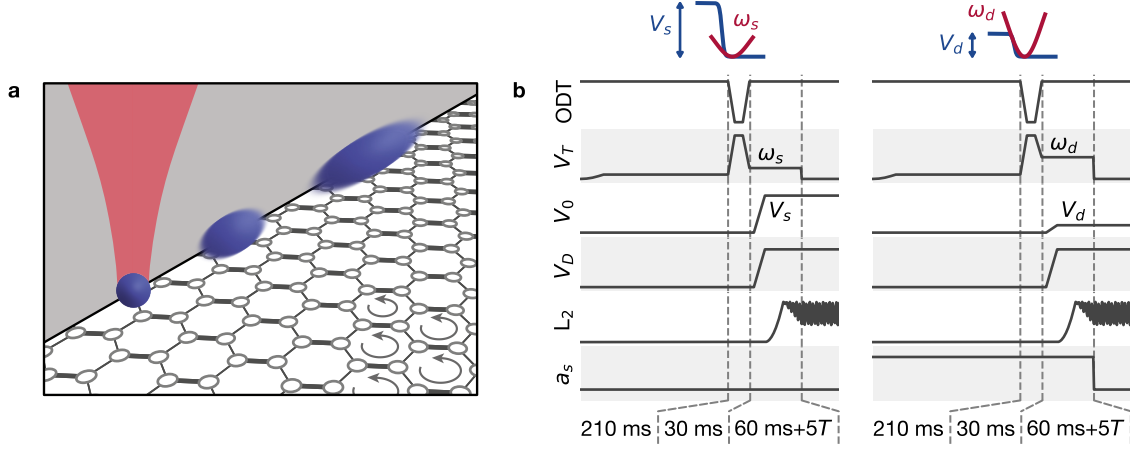 a
b
V_s
ω_s
ω_d
V_d
ODT
V_T
V_0
V_D
L_2
a_s
ω_s
V_s
210 ms
30 ms
60 ms+5T
ω_d
V_d
210 ms
30 ms
60 ms+5T